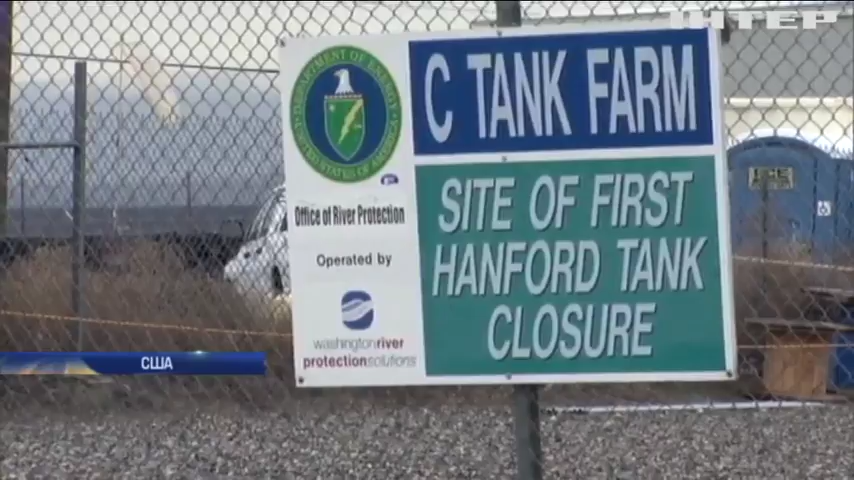 ІНТЕР
DEPARTMENT OF ENERGY
UNITED STATES OF AMERICA
Office of River Protection
Operated by
washingtonriver
protectionsolutions
C TANK FARM
SITE OF FIRST
HANFORD TANK
CLOSURE
США